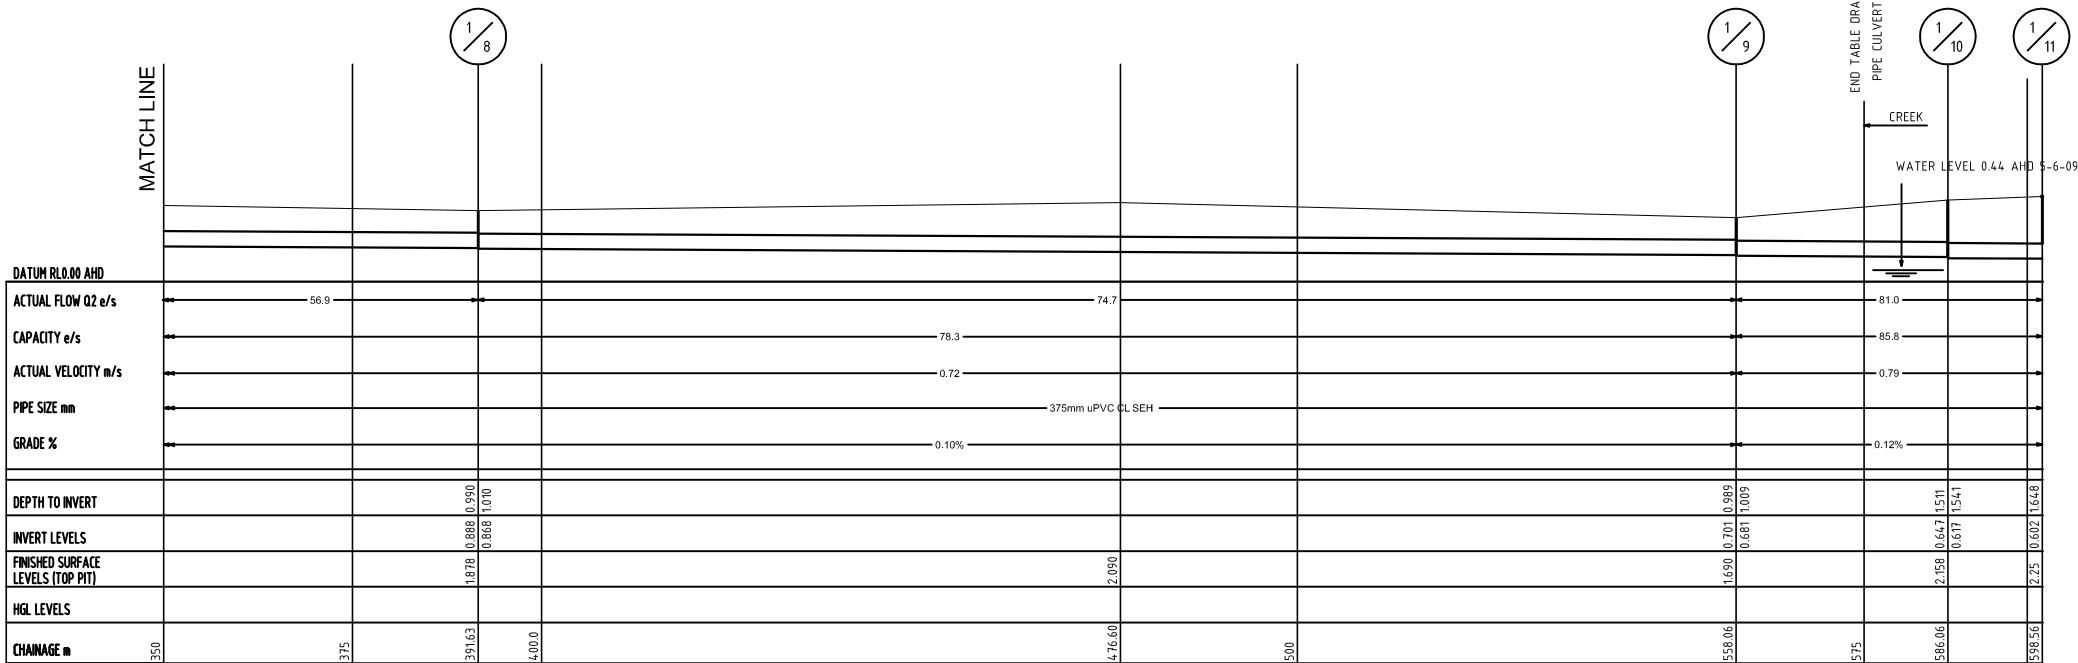 1/8
1/9
1/10
1/11
MATCH LINE
END TABLE DRA
PIPE CULVERT
CREEK
WATER LEVEL 0.44 AHD 5-6-09
DATUM RL0.00 AHD
ACTUAL FLOW Q2 e/s 56.9 74.7 81.0
CAPACITY e/s 78.3 85.8
ACTUAL VELOCITY m/s 0.72 0.79
PIPE SIZE mm 375mm uPVC CL SEH
GRADE % 0.10% 0.12%
DEPTH TO INVERT 0.990 1.010 0.989 1.009 1.511 1.541 1.648
INVERT LEVELS 0.888 0.868 0.701 0.681 0.647 0.617 0.602
FINISHED SURFACE
LEVELS (TOP PIT) 1.878 2.090 1.690 2.158 2.25
HGL LEVELS
CHAINAGE m 350 375 391.63 400.0 476.60 500 558.06 575 586.06 598.56